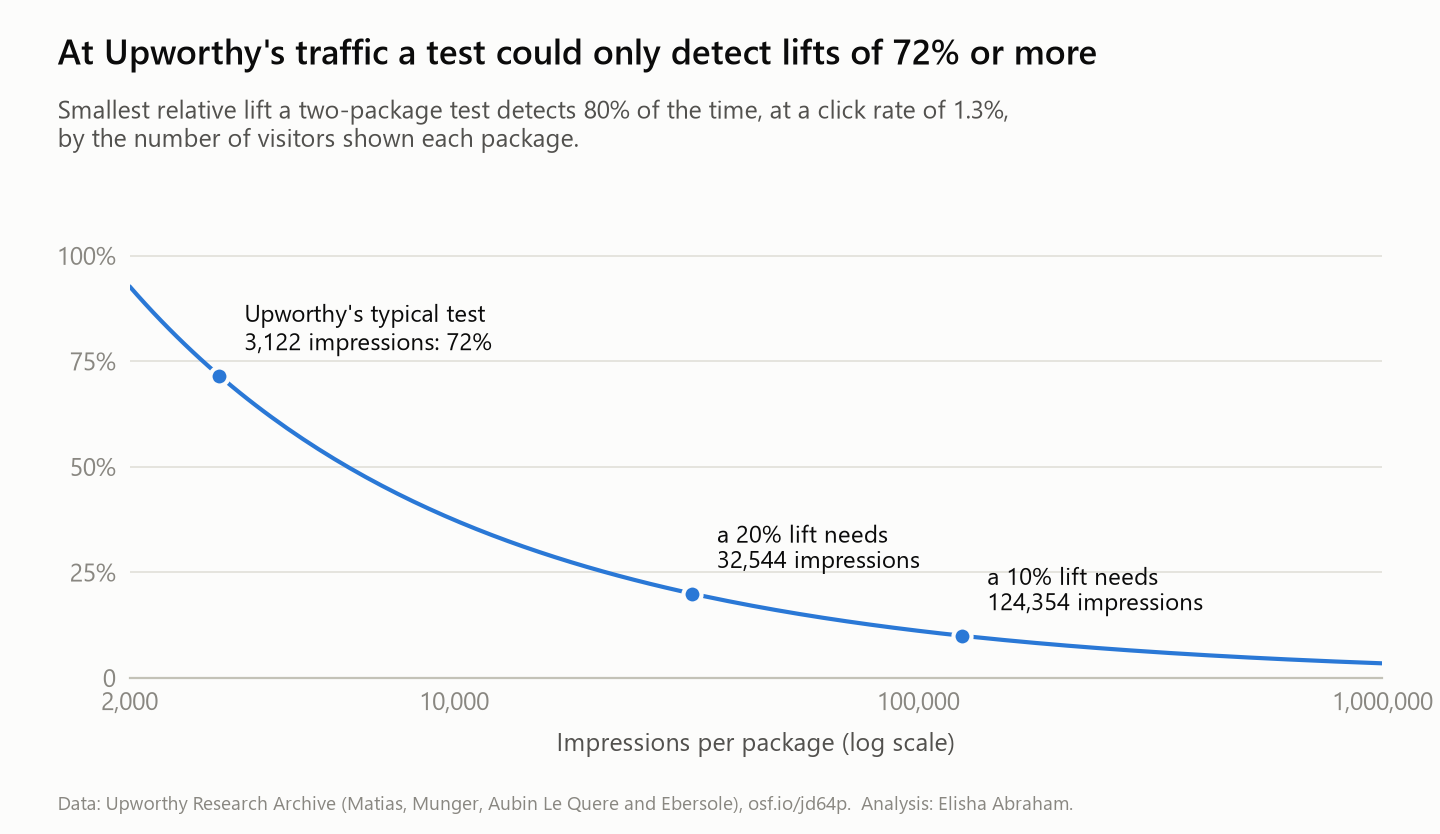 At Upworthy's traffic a test could only detect lifts of 72% or more
Smallest relative lift a two-package test detects 80% of the time, at a click rate of 1.3%,
by the number of visitors shown each package.
100%
75%
50%
25%
0
Upworthy's typical test
3,122 impressions: 72%
a 20% lift needs
32,544 impressions
a 10% lift needs
124,354 impressions
2,000
10,000
100,000
1,000,000
Impressions per package (log scale)
Data: Upworthy Research Archive (Matias, Munger, Aubin Le Quere and Ebersole), osf.io/jd64p.  Analysis: Elisha Abraham.